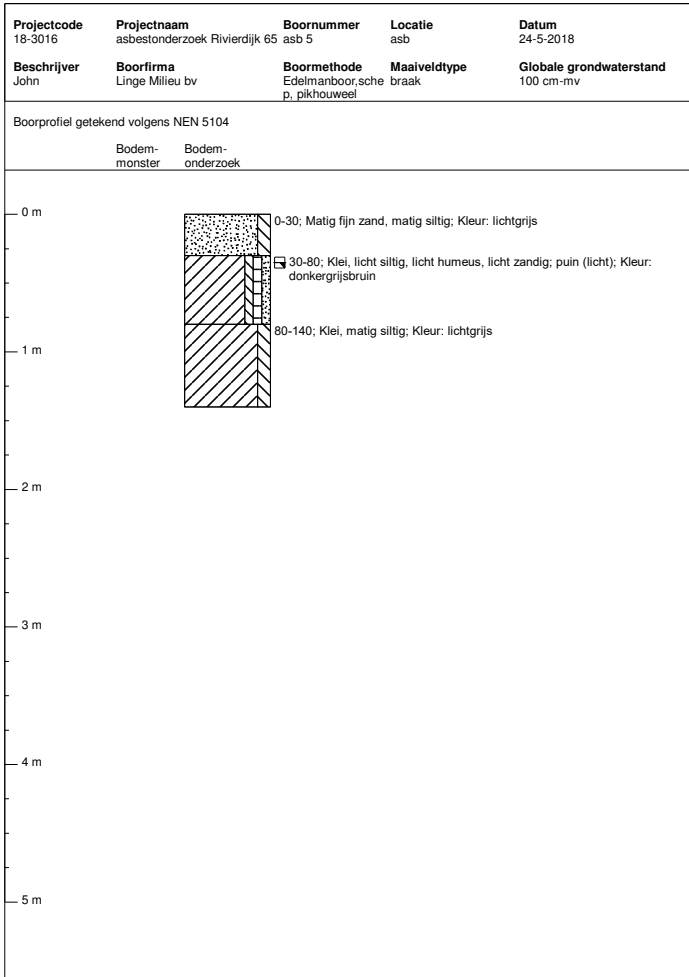 Projectcode Projectnaam Boornummer Locatie Datum
18-3016 asbestonderzoek Rivierdijk 65 asb 5 asb 24-5-2018
Beschrijver Boorfirma Boormethode Maaiveldtype Globale grondwaterstand
John Linge Milieu bv Edelmanboor,sche braak 100 cm-mv
p, pikhouweel
Boorprofiel getekend volgens NEN 5104
Bodem- Bodem-
monster onderzoek
0 m
0-30; Matig fijn zand, matig siltig; Kleur: lichtgrijs
30-80; Klei, licht siltig, licht humeus, licht zandig; puin (licht); Kleur:
donkergrijsbruin
80-140; Klei, matig siltig; Kleur: lichtgrijs
1 m
2 m
3 m
4 m
5 m